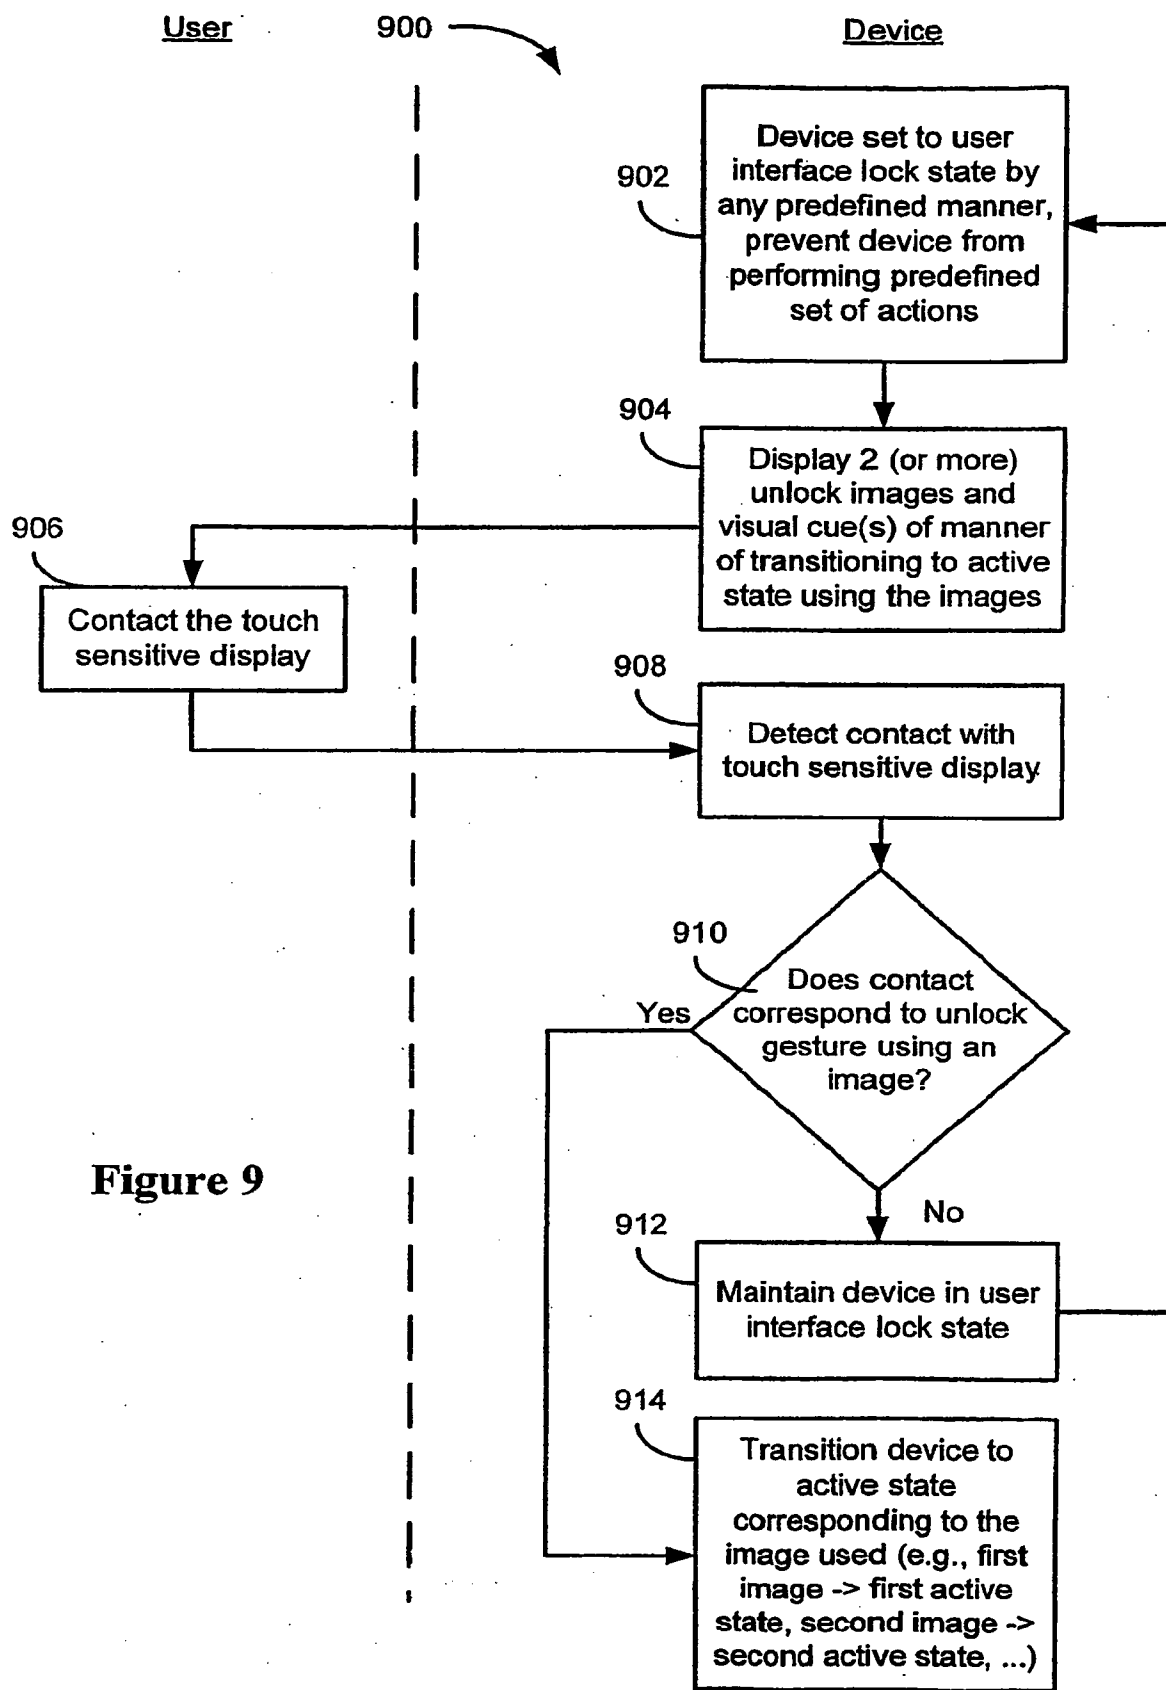 User
900
Device
902
Device set to user
interface lock state by
any predefined manner,
prevent device from
performing predefined
set of actions
904
Display 2 (or more)
unlock images and
visual cue(s) of manner
of transitioning to active
state using the images
906
Contact the touch
sensitive display
908
Detect contact with
touch sensitive display
910
Does contact
correspond to unlock
gesture using an
image?
Yes
No
912
Maintain device in user
interface lock state
914
Transition device to
active state
corresponding to the
image used (e.g., first
image -> first active
state, second image ->
second active state, ...)
Figure 9